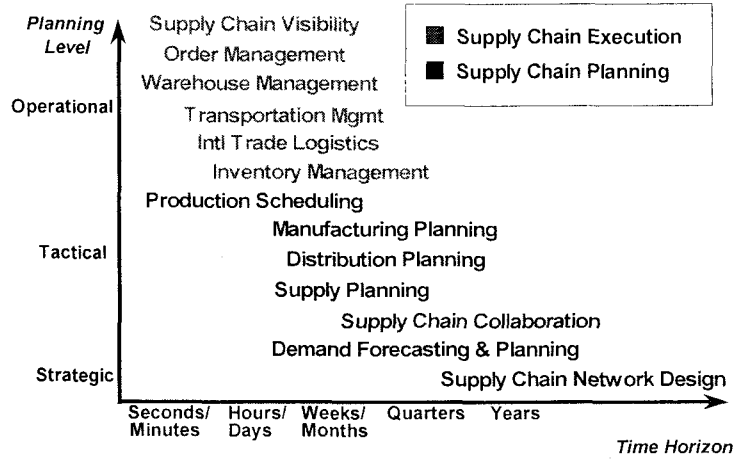 Planning
Level
Supply Chain Visibility
Supply Chain Execution
Order Management
Supply Chain Planning
Warehouse Management
Operational
Transportation Mgmt
Intl Trade Logistics
Inventory Management
Production Scheduling
Manufacturing Planning
Tactical
Distribution Planning
Supply Planning
Supply Chain Collaboration
Demand Forecasting & Planning
Strategic
Supply Chain Network Design
Seconds/
Minutes
Hours/
Days
Weeks/
Months
Quarters
Years
Time Horizon